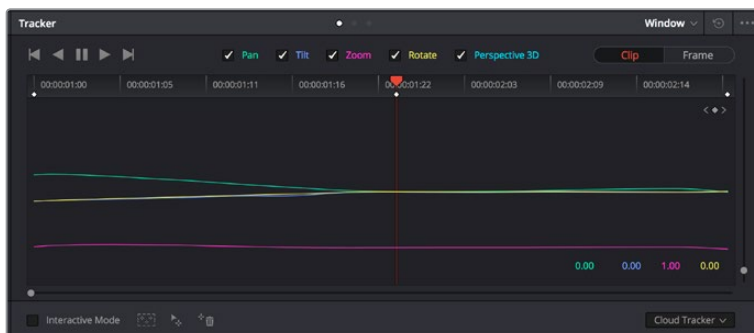 Tracker Window
Pan Tilt Zoom Rotate Perspective 3D Clip Frame
00:00:01:00 00:00:01:05 00:00:01:11 00:00:01:16 00:00:01:22 00:00:02:03 00:00:02:09 00:00:02:14
0.00 0.00 1.00 0.00
Interactive Mode Cloud Tracker